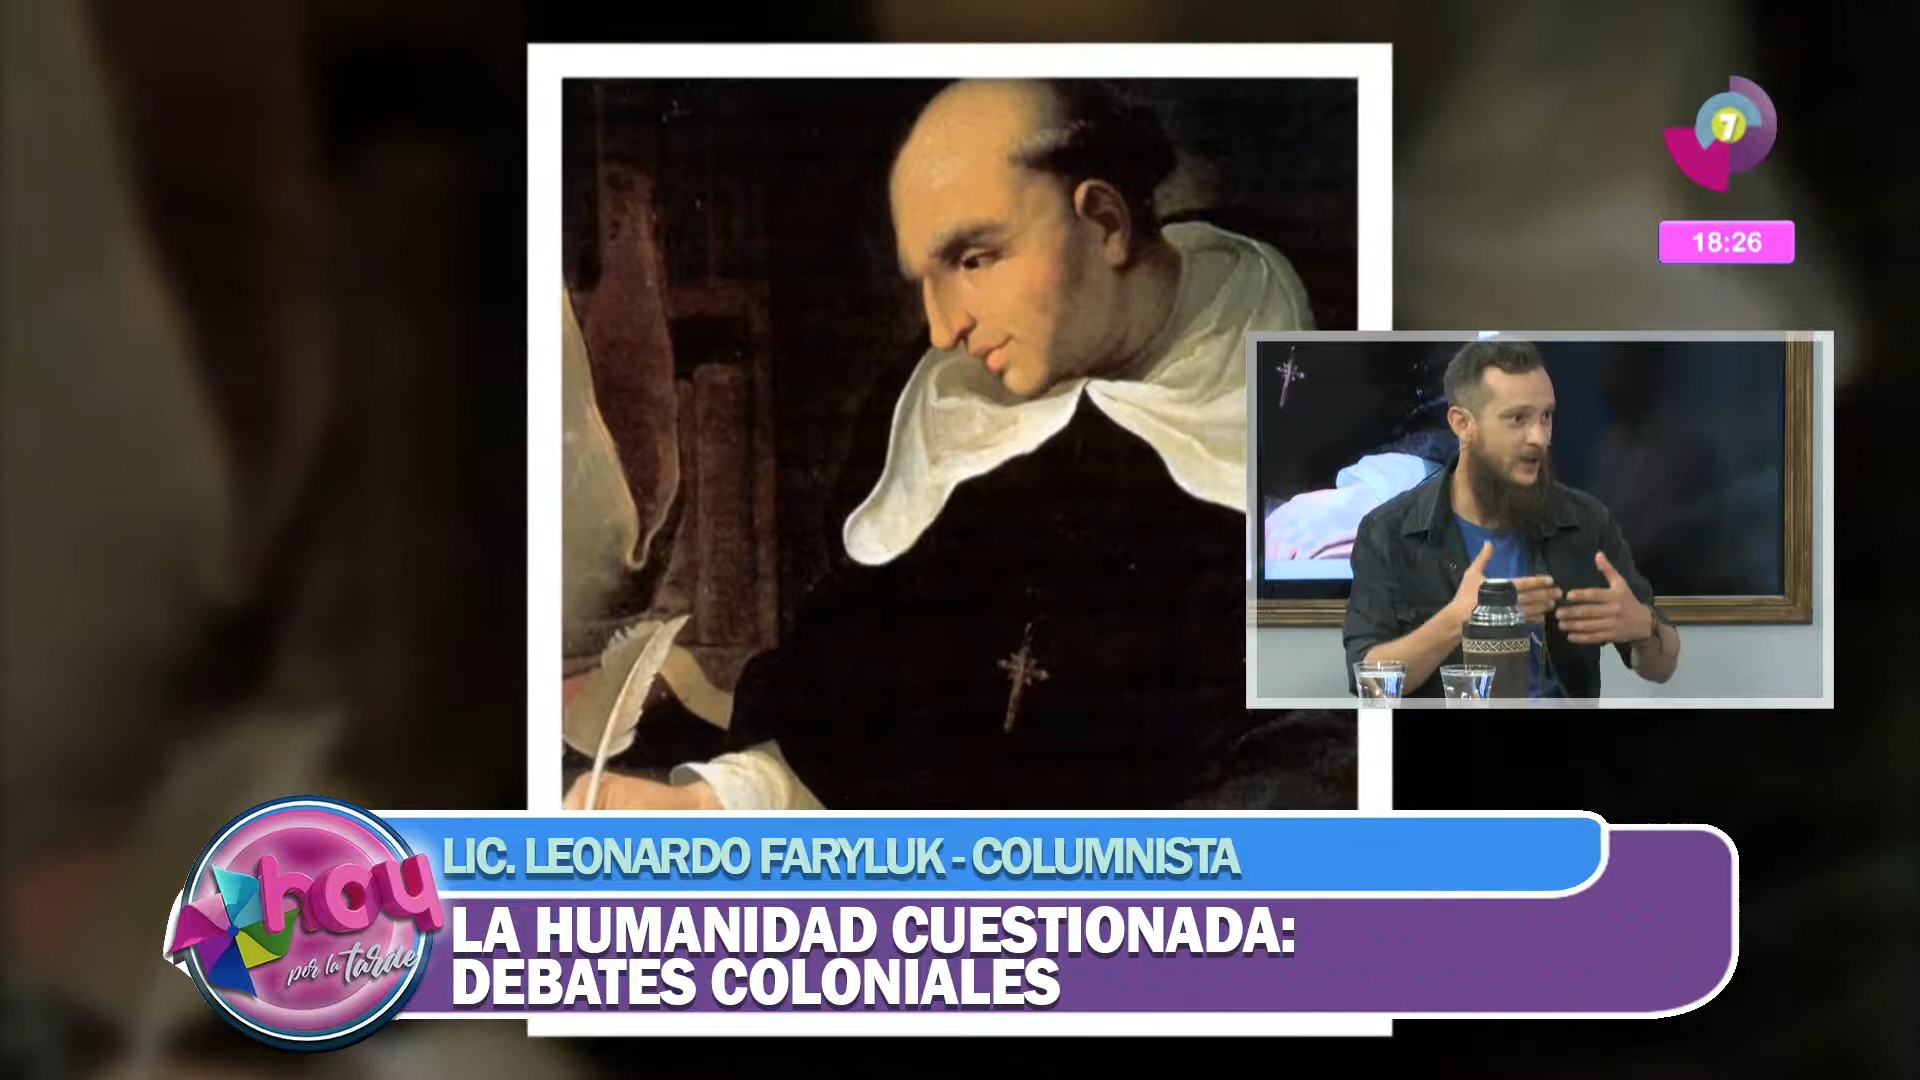 7
18:26
LIC. LEONARDO FARYLUK - COLUMNISTA
hoy
por la tarde
LA HUMANIDAD CUESTIONADA:
DEBATES COLONIALES